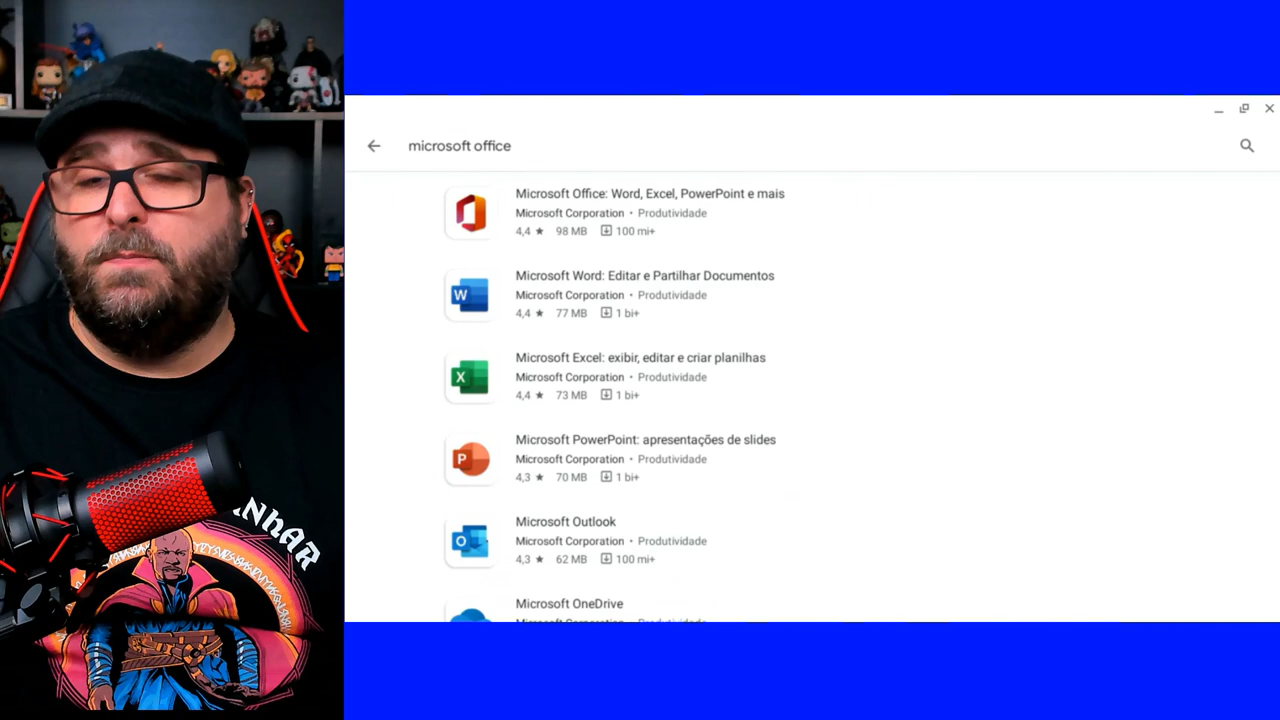 microsoft office
Microsoft Office: Word, Excel, PowerPoint e mais
Microsoft Corporation • Produtividade
4,4 ★ 98 MB 100 mi+
W
Microsoft Word: Editar e Partilhar Documentos
Microsoft Corporation • Produtividade
4,4 ★ 77 MB 1 bi+
X
Microsoft Excel: exibir, editar e criar planilhas
Microsoft Corporation • Produtividade
4,4 ★ 73 MB 1 bi+
P
Microsoft PowerPoint: apresentações de slides
Microsoft Corporation • Produtividade
4,3 ★ 70 MB 1 bi+
O
Microsoft Outlook
Microsoft Corporation • Produtividade
4,3 ★ 62 MB 100 mi+
Microsoft OneDrive
Microsoft Corporation • Produtividade